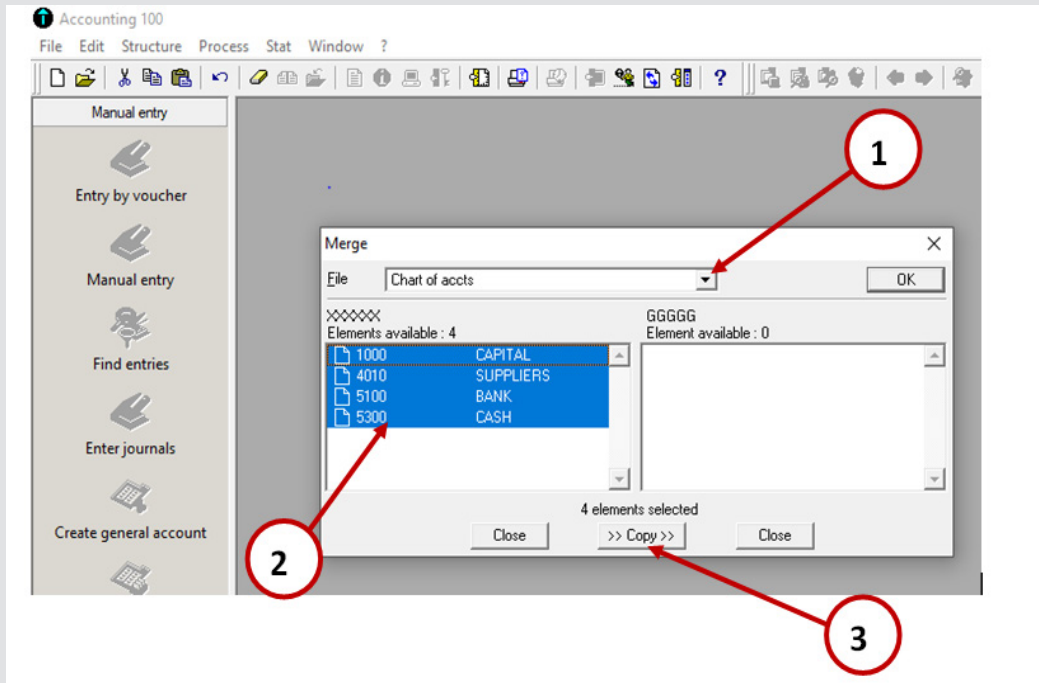 Accounting 100
File Edit Structure Process Stat Window ?
Manual entry
Entry by voucher
Manual entry
Find entries
Enter journals
Create general account
1
Merge
File Chart of accts OK
XXXXXX GGGGG
Elements available : 4 Element available : 0
1000 CAPITAL
4010 SUPPLIERS
5100 BANK
5300 CASH
4 elements selected
Close >> Copy >> Close
2
3